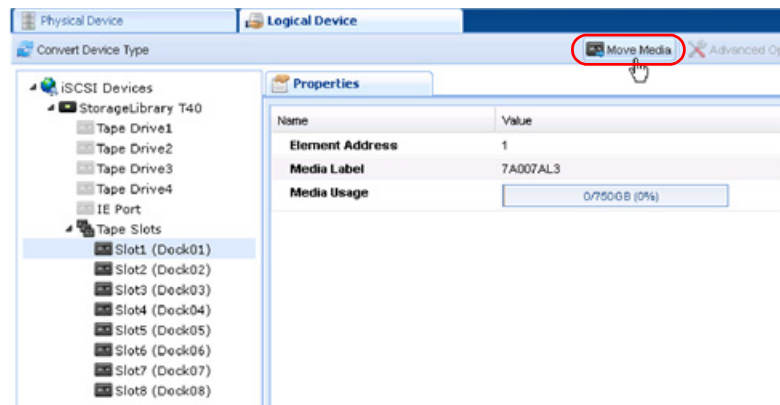 Physical Device
Logical Device
Convert Device Type
Move Media
Advanced Op
iSCSI Devices
StorageLibrary T40
Tape Drive1
Tape Drive2
Tape Drive3
Tape Drive4
IE Port
Tape Slots
Slot1 (Dock01)
Slot2 (Dock02)
Slot3 (Dock03)
Slot4 (Dock04)
Slot5 (Dock05)
Slot6 (Dock06)
Slot7 (Dock07)
Slot8 (Dock08)
Properties
Name Value
Element Address 1
Media Label 7A007AL3
Media Usage 0/750GB (0%)